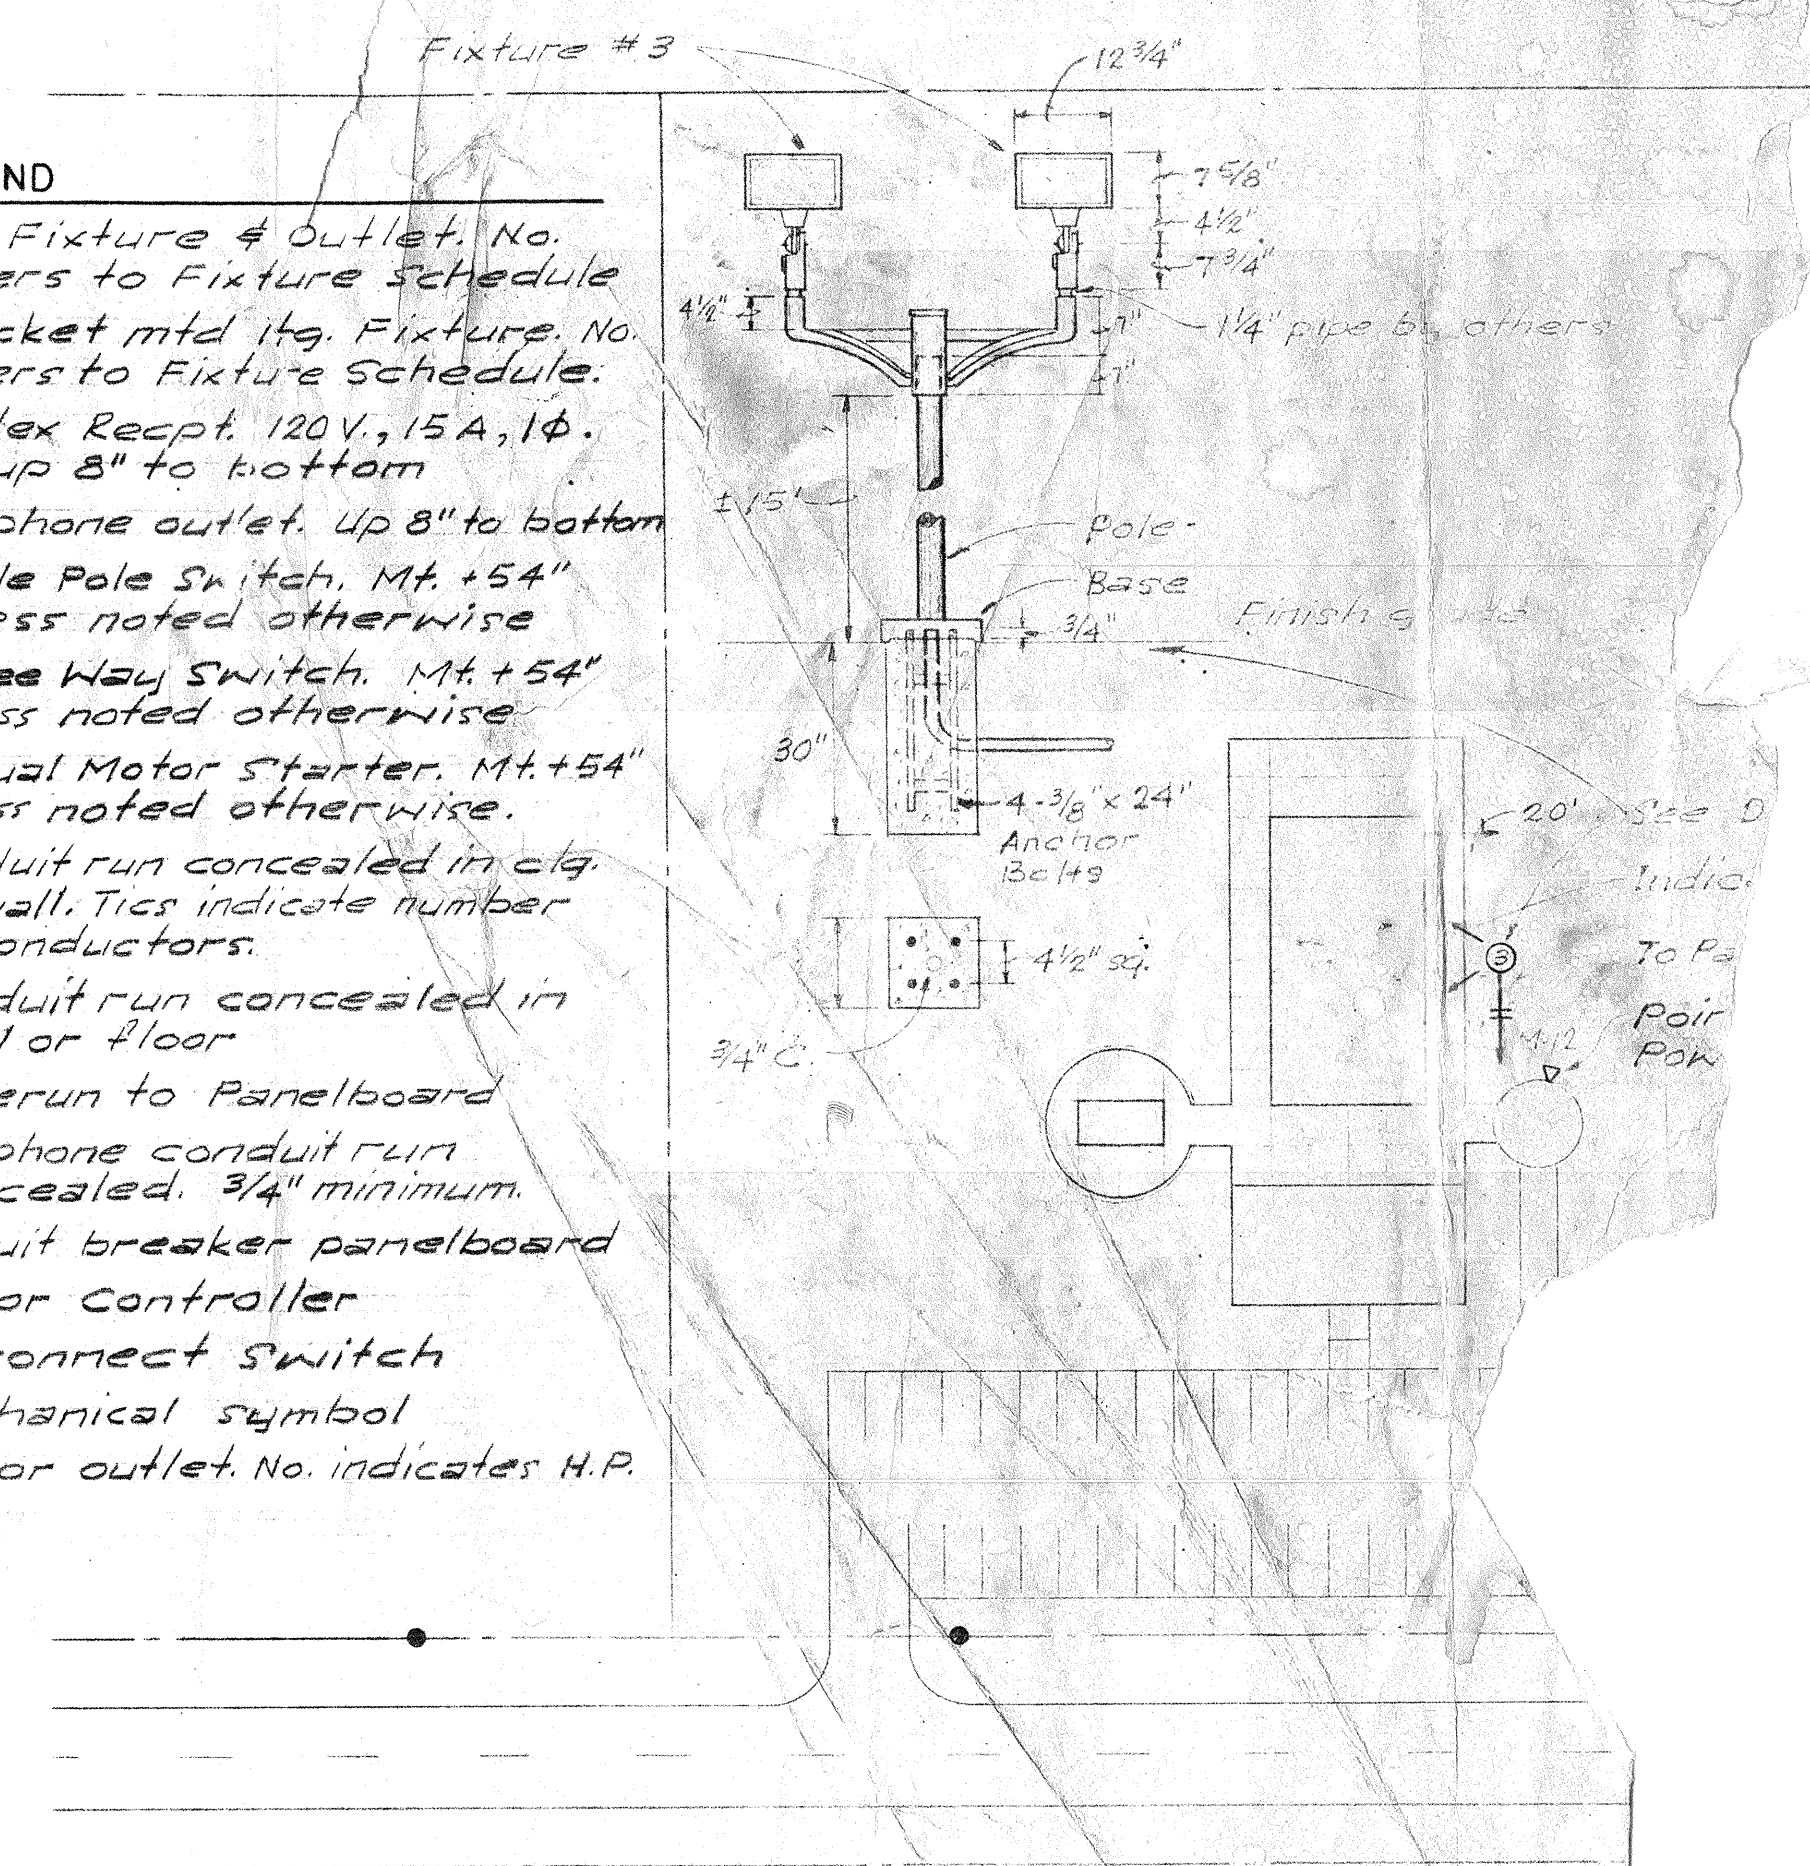 Fixture #3
12 3/4"
ND
Fixture & Outlet. No.
ers to Fixture Schedule
cket mtd ltg. Fixture. No.
ers to Fixture Schedule.
lex Recpt. 120 V., 15 A, 1Φ.
up 8" to bottom
phone outlet. Up 8" to bottom
le Pole Switch. Mt. +54"
ess noted otherwise
ee Way Switch. Mt. +54"
ss noted otherwise
ual Motor Starter. Mt. +54"
ss noted otherwise.
duit run concealed in clg.
wall. Tics indicate number
onductors.
duit run concealed in
or floor
erun to Panelboard
phone conduit run
cealed. 3/4" minimum.
uit breaker panelboard
or Controller
connect Switch
hanical symbol
or outlet. No. indicates H.P.
7 5/8"
4 1/2"
7 3/4"
4 1/2"
7"
1 1/4" pipe by others
7"
± 15'
Pole
Base
3/4"
Finish grade
30"
4-3/8" x 24"
Anchor
Bolts
4 1/2" sq.
3/4" C.
20'
See D
Indic.
3
To Pa
Poir
Pow